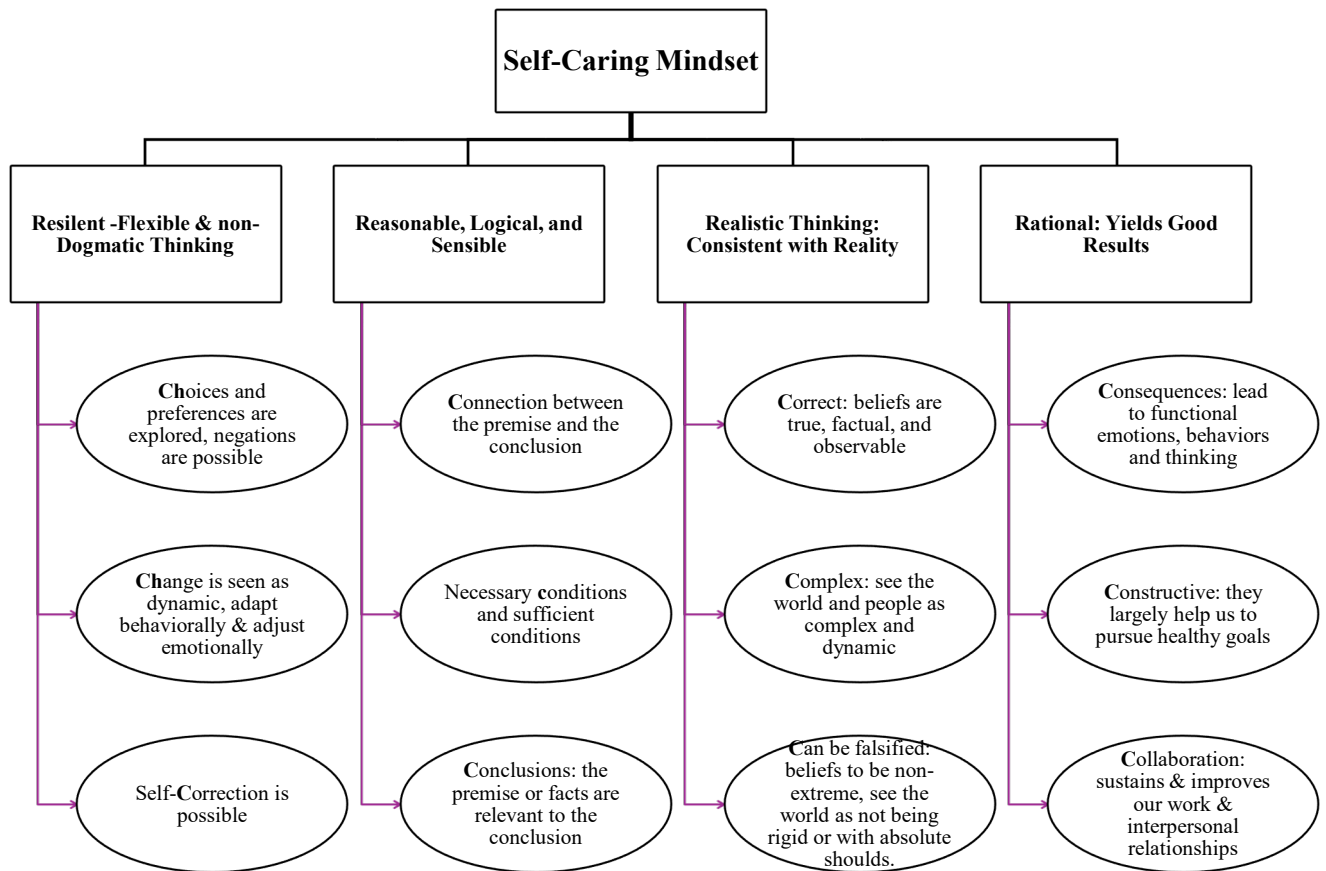 Self-Caring Mindset
Resilent -Flexible & non-
Dogmatic Thinking
Reasonable, Logical, and
Sensible
Realistic Thinking:
Consistent with Reality
Rational: Yields Good
Results
Choices and
preferences are
explored, negations
are possible
Connection between
the premise and the
conclusion
Correct: beliefs are
true, factual, and
observable
Consequences: lead
to functional
emotions, behaviors
and thinking
Change is seen as
dynamic, adapt
behaviorally & adjust
emotionally
Necessary conditions
and sufficient
conditions
Complex: see the
world and people as
complex and
dynamic
Constructive: they
largely help us to
pursue healthy goals
Self-Correction is
possible
Conclusions: the
premise or facts are
relevant to the
conclusion
Can be falsified:
beliefs to be non-
extreme, see the
world as not being
rigid or with absolute
shoulds.
Collaboration:
sustains & improves
our work &
interpersonal
relationships